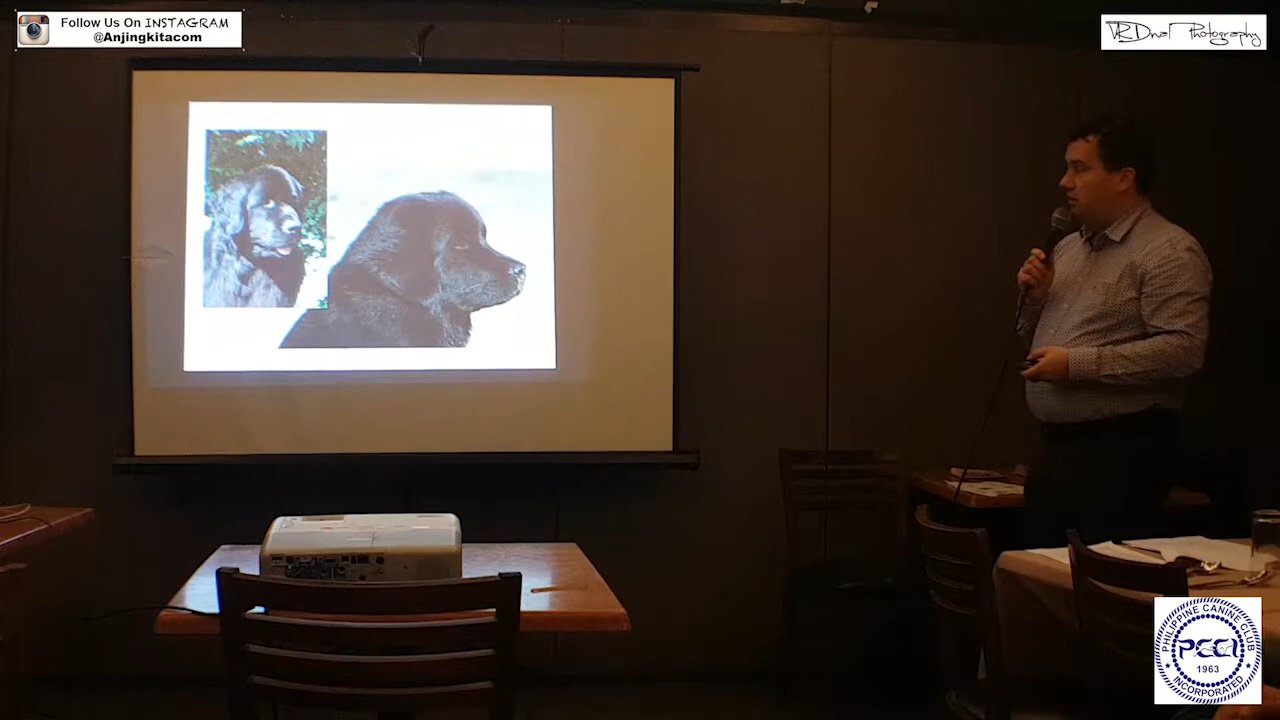 Follow Us On INSTAGRAM
@Anjingkitacom
VRDnal Photography
PHILIPPINE CANINE CLUB
PCCI
1963
INCORPORATED